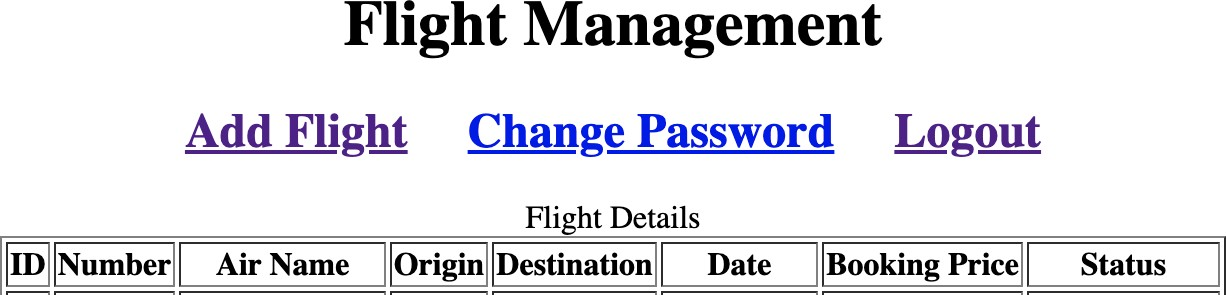 Flight Management
Add Flight Change Password Logout
Flight Details
ID Number Air Name Origin Destination Date Booking Price Status